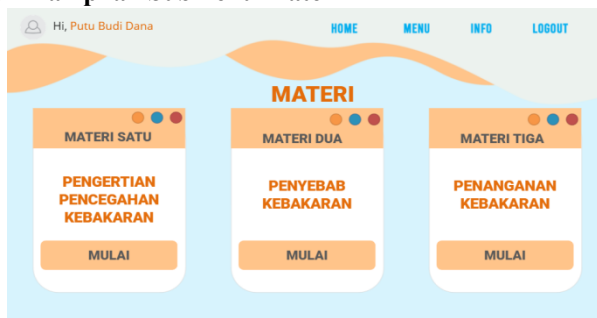 Hi, Putu Budi Dana
HOME MENU INFO LOGOUT
MATERI
MATERI SATU
PENGERTIAN
PENCEGAHAN
KEBAKARAN
MULAI
MATERI DUA
PENYEBAB
KEBAKARAN
MULAI
MATERI TIGA
PENANGANAN
KEBAKARAN
MULAI